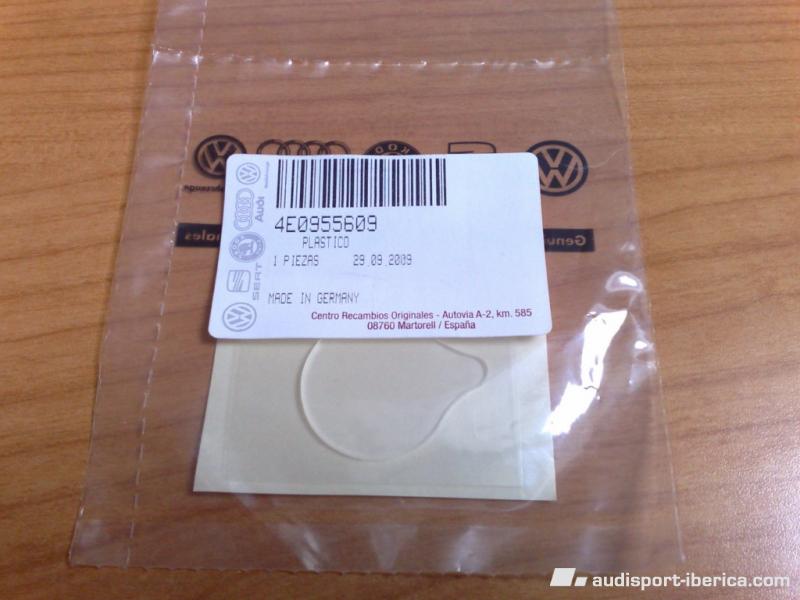 4E0955609
PLASTICO
1 PIEZAS 29.09.2009
MADE IN GERMANY
Centro Recambios Originales - Autovia A-2, km. 585
08760 Martorell / España
Audi
SEAT
Genu
audisport-iberica.com